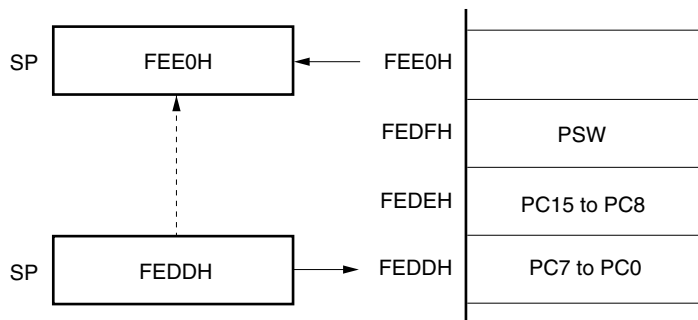 SP FEE0H FEE0H
FEDFH PSW
FEDEH PC15 to PC8
SP FEDDH FEDDH PC7 to PC0